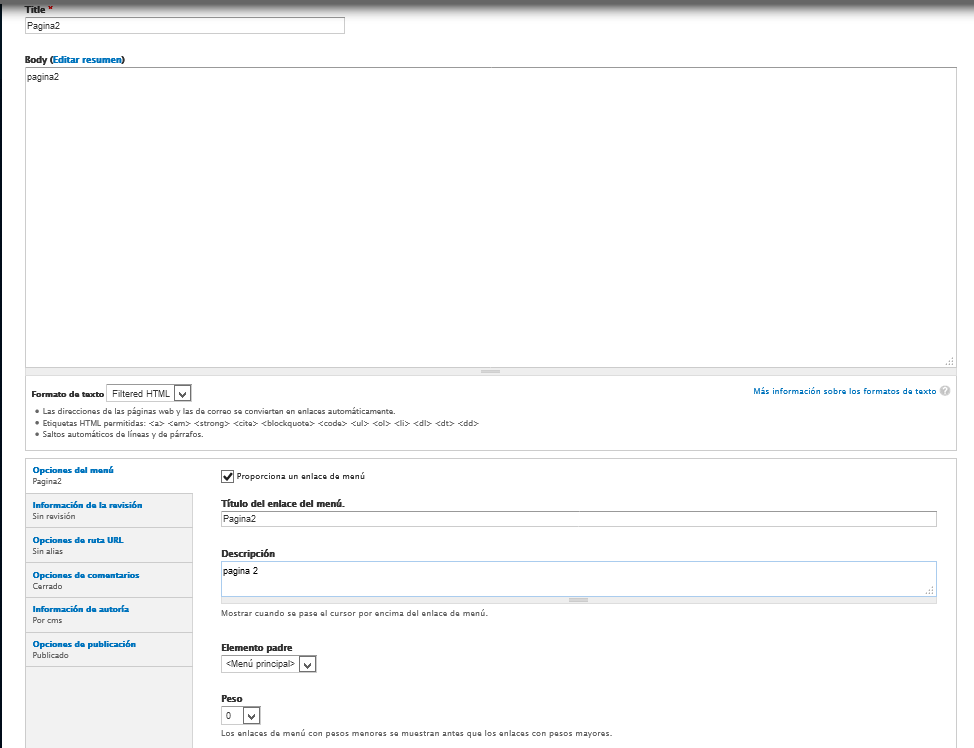 Title *
Pagina2
Body (Editar resumen)
pagina2
Formato de texto Filtered HTML
Más información sobre los formatos de texto ?
• Las direcciones de las páginas web y las de correo se convierten en enlaces automáticamente.
• Etiquetas HTML permitidas: <a> <em> <strong> <cite> <blockquote> <code> <ul> <ol> <li> <dl> <dt> <dd>
• Saltos automáticos de líneas y de párrafos.
Opciones del menú
Pagina2
Información de la revisión
Sin revisión
Opciones de ruta URL
Sin alias
Opciones de comentarios
Cerrado
Información de autoría
Por cms
Opciones de publicación
Publicado
Proporciona un enlace de menú
Título del enlace del menú.
Pagina2
Descripción
pagina 2
Mostrar cuando se pase el cursor por encima del enlace de menú.
Elemento padre
<Menú principal>
Peso
0
Los enlaces de menú con pesos menores se muestran antes que los enlaces con pesos mayores.